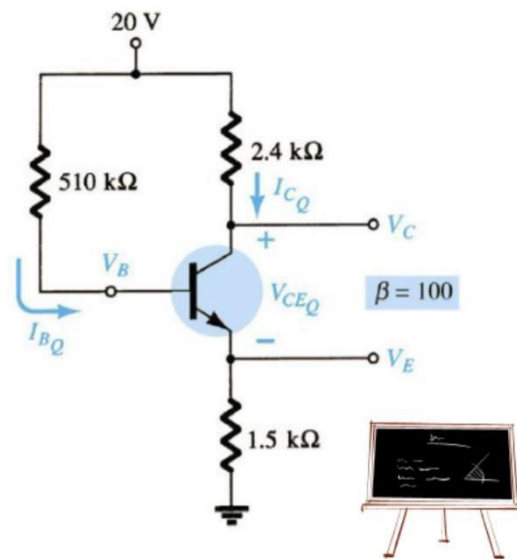 20 V
510 kΩ
2.4 kΩ
I_CQ
V_C
+
V_B
V_CEQ
β = 100
I_BQ
−
V_E
1.5 kΩ